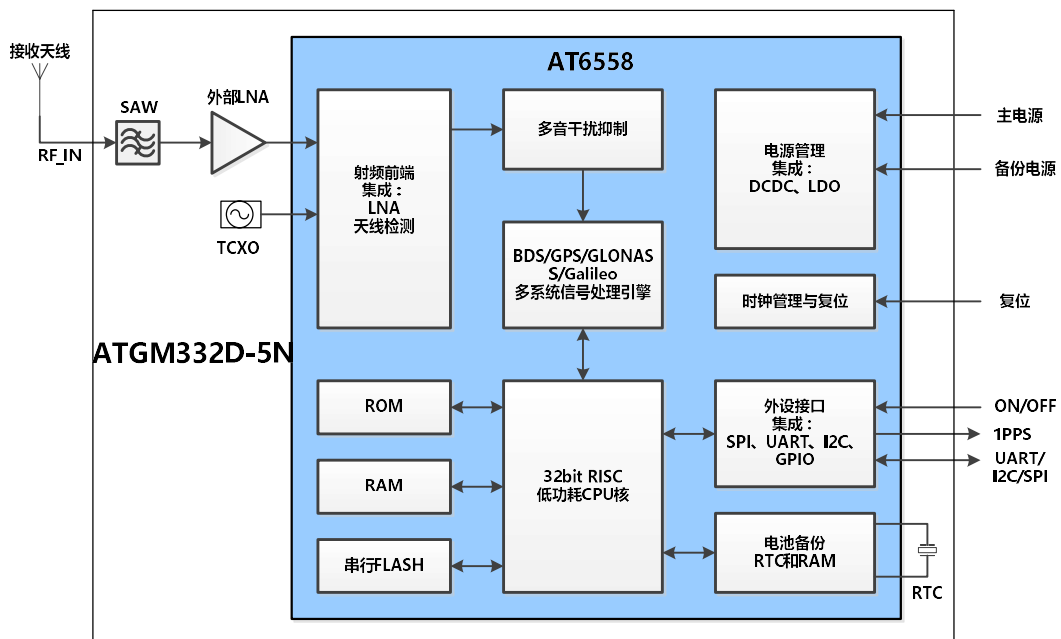 AT6558
接收天线
RF_IN
SAW
外部LNA
TCXO
射频前端
集成：
LNA
天线检测
多音干扰抑制
电源管理
集成：
DCDC、LDO
主电源
备份电源
BDS/GPS/GLONAS
S/Galileo
多系统信号处理引擎
时钟管理与复位
复位
ATGM332D-5N
ROM
RAM
串行FLASH
32bit RISC
低功耗CPU核
外设接口
集成：
SPI、UART、I2C、
GPIO
ON/OFF
1PPS
UART/
I2C/SPI
电池备份
RTC和RAM
RTC